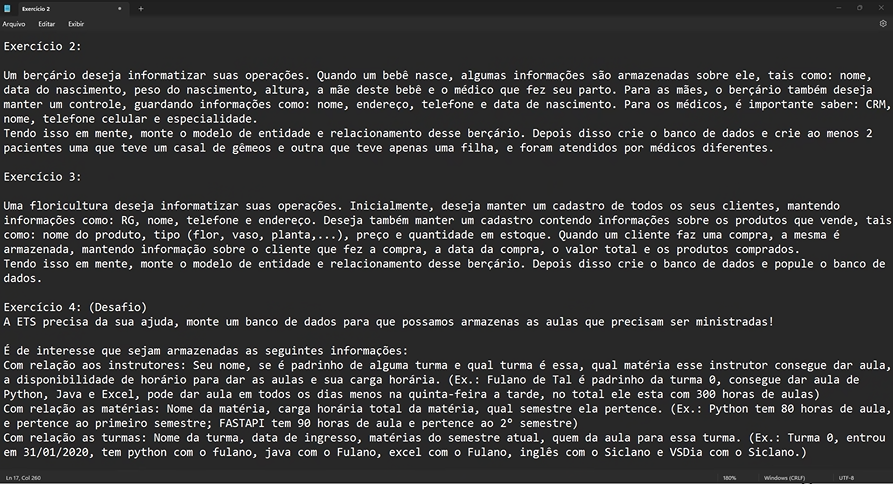 Exercício 2
Arquivo Editar Exibir
Exercício 2:
Um berçário deseja informatizar suas operações. Quando um bebê nasce, algumas informações são armazenadas sobre ele, tais como: nome,
data do nascimento, peso do nascimento, altura, a mãe deste bebê e o médico que fez seu parto. Para as mães, o berçário também deseja
manter um controle, guardando informações como: nome, endereço, telefone e data de nascimento. Para os médicos, é importante saber: CRM,
nome, telefone celular e especialidade.
Tendo isso em mente, monte o modelo de entidade e relacionamento desse berçário. Depois disso crie o banco de dados e crie ao menos 2
pacientes uma que teve um casal de gêmeos e outra que teve apenas uma filha, e foram atendidos por médicos diferentes.
Exercício 3:
Uma floricultura deseja informatizar suas operações. Inicialmente, deseja manter um cadastro de todos os seus clientes, mantendo
informações como: RG, nome, telefone e endereço. Deseja também manter um cadastro contendo informações sobre os produtos que vende, tais
como: nome do produto, tipo (flor, vaso, planta,...), preço e quantidade em estoque. Quando um cliente faz uma compra, a mesma é
armazenada, mantendo informação sobre o cliente que fez a compra, a data da compra, o valor total e os produtos comprados.
Tendo isso em mente, monte o modelo de entidade e relacionamento desse berçário. Depois disso crie o banco de dados e popule o banco de
dados.
Exercício 4: (Desafio)
A ETS precisa da sua ajuda, monte um banco de dados para que possamos armazenas as aulas que precisam ser ministradas!
É de interesse que sejam armazenadas as seguintes informações:
Com relação aos instrutores: Seu nome, se é padrinho de alguma turma e qual turma é essa, qual matéria esse instrutor consegue dar aula,
a disponibilidade de horário para dar as aulas e sua carga horária. (Ex.: Fulano de Tal é padrinho da turma 0, consegue dar aula de
Python, Java e Excel, pode dar aula em todos os dias menos na quinta-feira a tarde, no total ele esta com 300 horas de aulas)
Com relação as matérias: Nome da matéria, carga horária total da matéria, qual semestre ela pertence. (Ex.: Python tem 80 horas de aula,
e pertence ao primeiro semestre; FASTAPI tem 90 horas de aula e pertence ao 2º semestre)
Com relação as turmas: Nome da turma, data de ingresso, matérias do semestre atual, quem da aula para essa turma. (Ex.: Turma 0, entrou
em 31/01/2020, tem python com o fulano, java com o Fulano, excel com o Fulano, inglês com o Siclano e VSDia com o Siclano.)
Ln 17, Col 260 180% Windows (CRLF) UTF-8